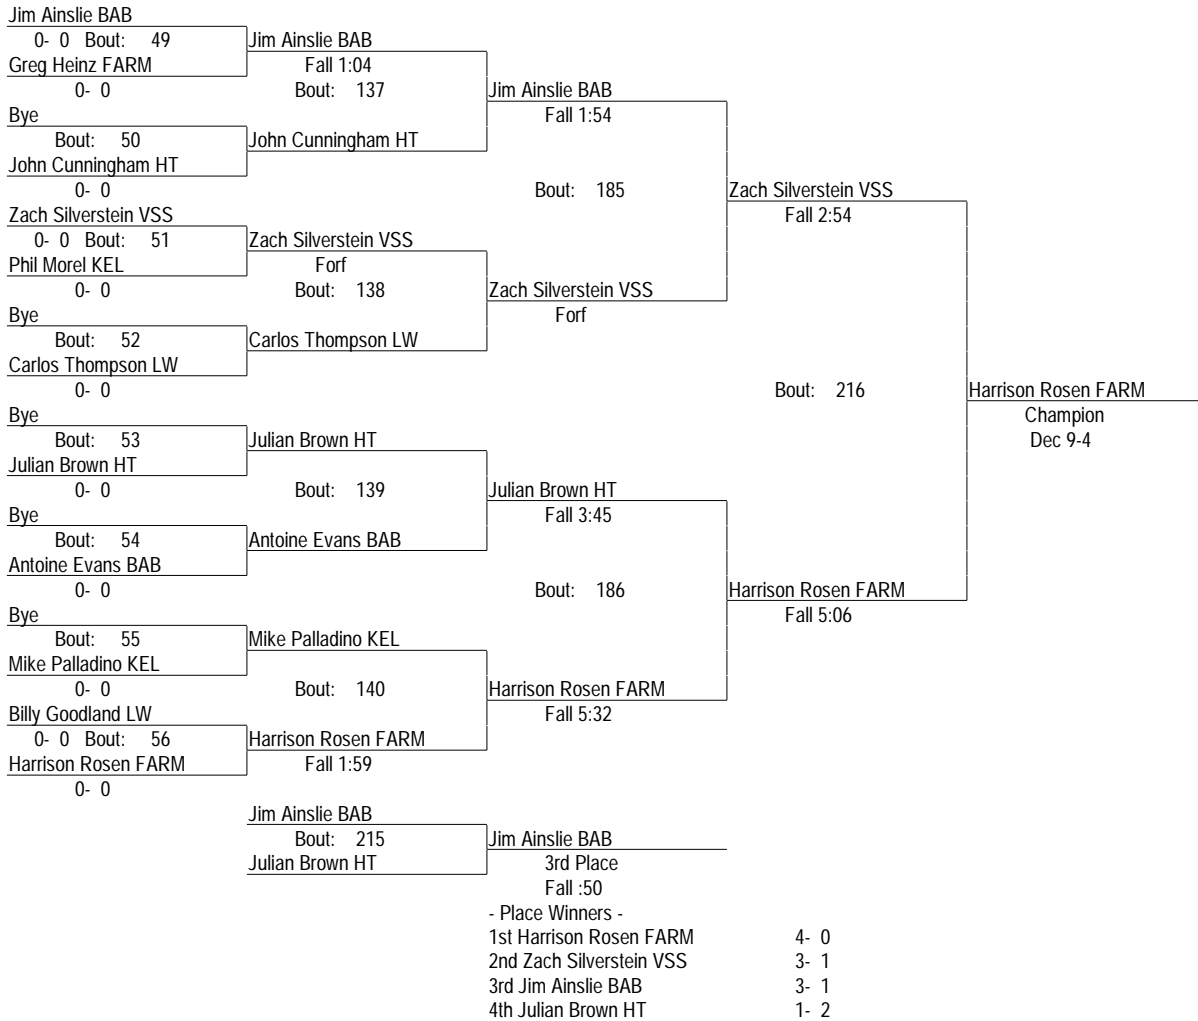 Jim Ainslie BAB
0- 0 Bout: 49 Jim Ainslie BAB
Greg Heinz FARM Fall 1:04
0- 0 Bout: 137 Jim Ainslie BAB
Bye Fall 1:54
Bout: 50 John Cunningham HT
John Cunningham HT
0- 0 Bout: 185 Zach Silverstein VSS
Zach Silverstein VSS Fall 2:54
0- 0 Bout: 51 Zach Silverstein VSS
Phil Morel KEL Forf
0- 0 Bout: 138 Zach Silverstein VSS
Bye Forf
Bout: 52 Carlos Thompson LW
Carlos Thompson LW
0- 0 Bout: 216 Harrison Rosen FARM
Bye Champion
Bout: 53 Julian Brown HT Dec 9-4
Julian Brown HT
0- 0 Bout: 139 Julian Brown HT
Bye Fall 3:45
Bout: 54 Antoine Evans BAB
Antoine Evans BAB
0- 0 Bout: 186 Harrison Rosen FARM
Bye Fall 5:06
Bout: 55 Mike Palladino KEL
Mike Palladino KEL
0- 0 Bout: 140 Harrison Rosen FARM
Billy Goodland LW Fall 5:32
0- 0 Bout: 56 Harrison Rosen FARM
Harrison Rosen FARM Fall 1:59
0- 0
Jim Ainslie BAB
Bout: 215 Jim Ainslie BAB
Julian Brown HT 3rd Place
Fall :50
- Place Winners -
1st Harrison Rosen FARM 4- 0
2nd Zach Silverstein VSS 3- 1
3rd Jim Ainslie BAB 3- 1
4th Julian Brown HT 1- 2